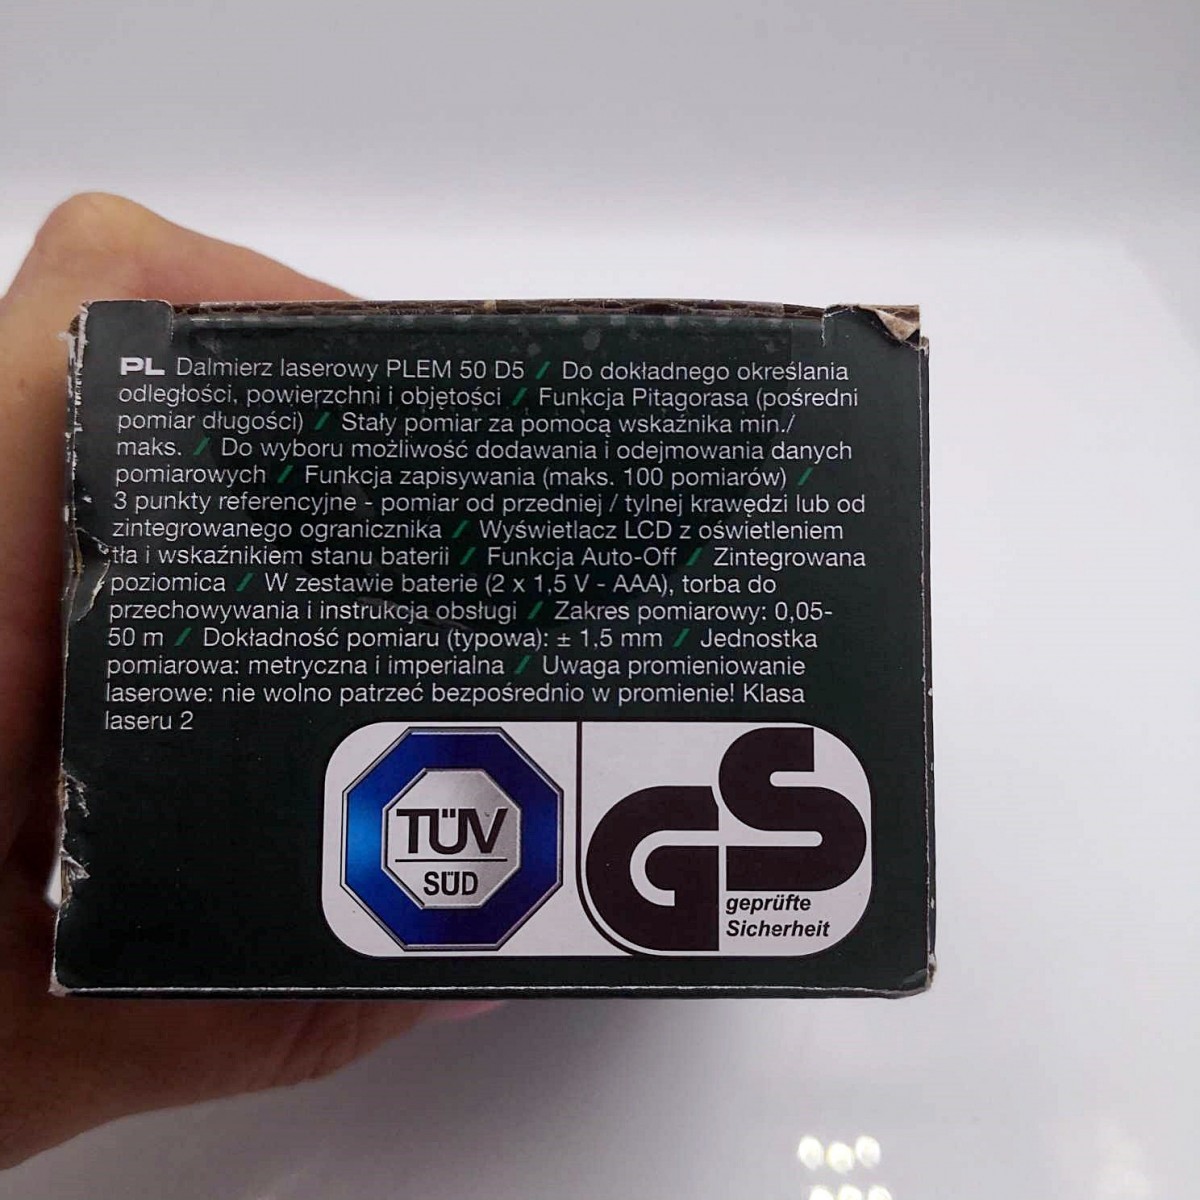 PL Dalmierz laserowy PLEM 50 D5 / Do dokładnego określania
odległości, powierzchni i objętości / Funkcja Pitagorasa (pośredni
pomiar długości) / Stały pomiar za pomocą wskaźnika min./
maks. / Do wyboru możliwość dodawania i odejmowania danych
pomiarowych / Funkcja zapisywania (maks. 100 pomiarów) /
3 punkty referencyjne - pomiar od przedniej / tylnej krawędzi lub od
zintegrowanego ogranicznika / Wyświetlacz LCD z oświetleniem
tła i wskaźnikiem stanu baterii / Funkcja Auto-Off / Zintegrowana
poziomica / W zestawie baterie (2 x 1,5 V - AAA), torba do
przechowywania i instrukcja obsługi / Zakres pomiarowy: 0,05-
50 m / Dokładność pomiaru (typowa): ± 1,5 mm / Jednostka
pomiarowa: metryczna i imperialna / Uwaga promieniowanie
laserowe: nie wolno patrzeć bezpośrednio w promienie! Klasa
laseru 2
TÜV
SÜD
GS
geprüfte
Sicherheit